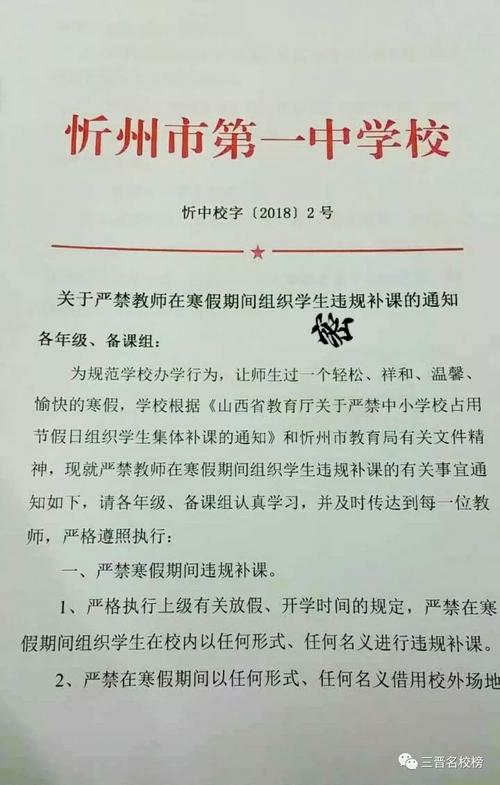 忻州市第一中学校
忻中校字〔2018〕2号
关于严禁教师在寒假期间组织学生违规补课的通知
各年级、备课组：
为规范学校办学行为，让师生过一个轻松、祥和、温馨、
愉快的寒假，学校根据《山西省教育厅关于严禁中小学校占用
节假日组织学生集体补课的通知》和忻州市教育局有关文件精
神，现就严禁教师在寒假期间组织学生违规补课的有关事宜通
知如下，请各年级、备课组认真学习，并及时传达到每一位教
师，严格遵照执行：
一、严禁寒假期间违规补课。
1、严格执行上级有关放假、开学时间的规定，严禁在寒
假期间组织学生在校内以任何形式、任何名义进行违规补课。
2、严禁在寒假期间以任何形式、任何名义借用校外场地
三晋名校榜